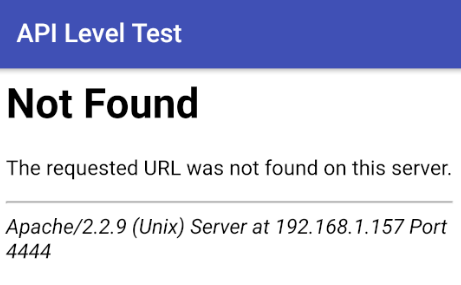 API Level Test
Not Found
The requested URL was not found on this server.
Apache/2.2.9 (Unix) Server at 192.168.1.157 Port
4444